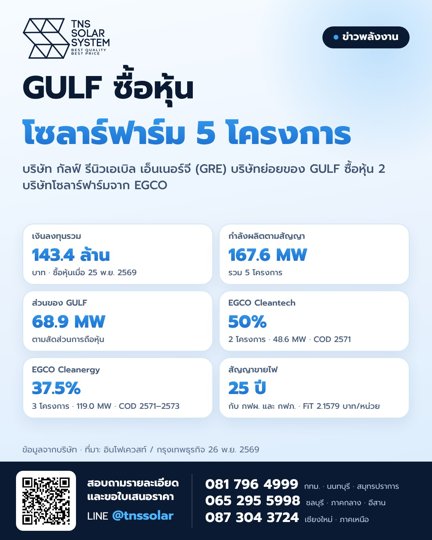 TNS
SOLAR
SYSTEM
BEST QUALITY
BEST PRICE
ข่าวพลังงาน
GULF ซื้อหุ้น
โซลาร์ฟาร์ม 5 โครงการ
บริษัท กัลฟ์ รีนิวเอเบิล เอ็นเนอร์จี (GRE) บริษัทย่อยของ GULF ซื้อหุ้น 2
บริษัทโซลาร์ฟาร์มจาก EGCO
เงินลงทุนรวม
143.4 ล้าน
บาท · ซื้อหุ้นเมื่อ 25 พ.ย. 2569
กำลังผลิตตามสัญญา
167.6 MW
รวม 5 โครงการ
ส่วนของ GULF
68.9 MW
ตามสัดส่วนการถือหุ้น
EGCO Cleantech
50%
2 โครงการ · 48.6 MW · COD 2571
EGCO Cleanergy
37.5%
3 โครงการ · 119.0 MW · COD 2571–2573
สัญญาขายไฟ
25 ปี
กับ กฟผ. และ กฟภ. · FiT 2.1579 บาท/หน่วย
ข้อมูลจากบริษัท · ที่มา: อินโฟเควสท์ / กรุงเทพธุรกิจ 26 พ.ย. 2569
สอบถามรายละเอียด
และขอใบเสนอราคา
LINE @tnssolar
081 796 4999 กทม. · นนทบุรี · สมุทรปราการ
065 295 5998 ชลบุรี · ภาคกลาง · อีสาน
087 304 3724 เชียงใหม่ · ภาคเหนือ